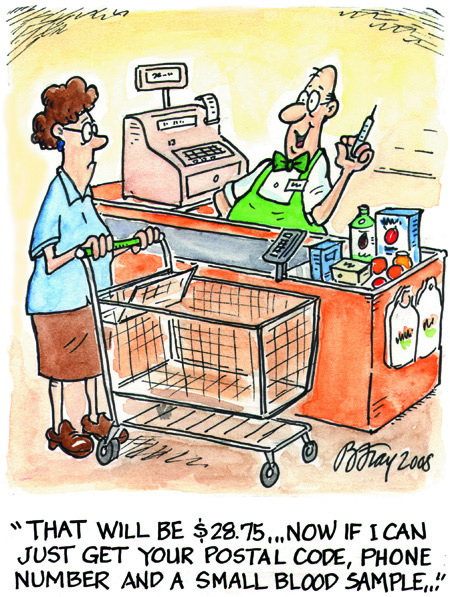 B Fray 2008
"THAT WILL BE $28.75...NOW IF I CAN
JUST GET YOUR POSTAL CODE, PHONE
NUMBER AND A SMALL BLOOD SAMPLE..!"